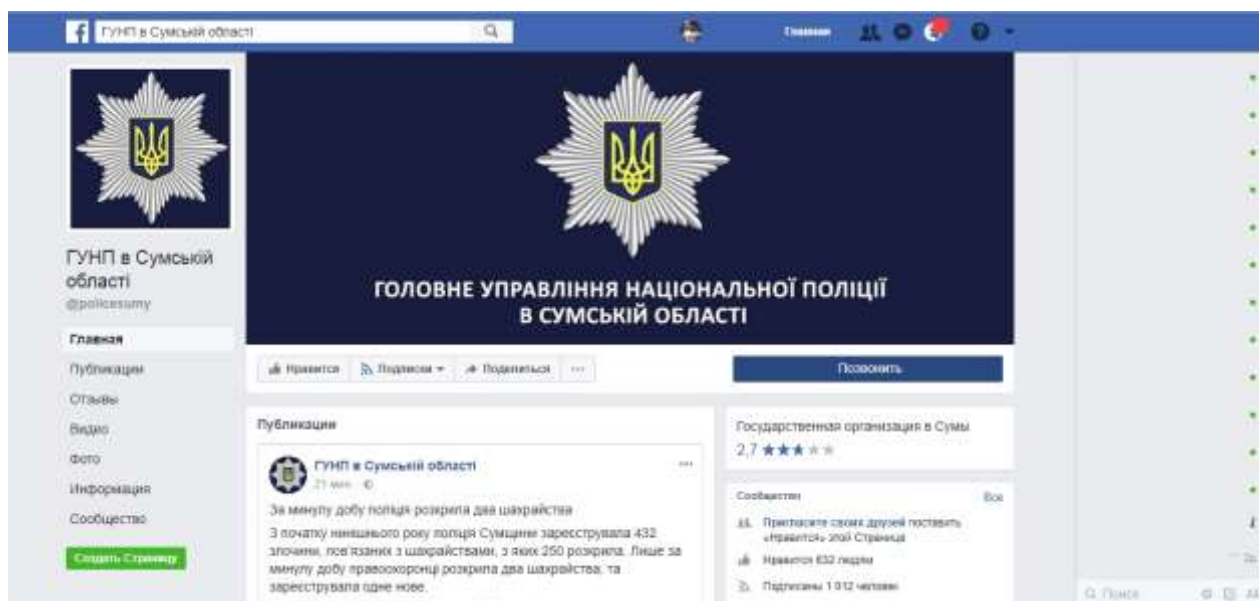 ГУНП в Сумській області
Главная
ГУНП в Сумській
області
@policesumy
Главная
Публикации
Отзывы
Видео
Фото
Информация
Сообщество
Создать Страницу
ГОЛОВНЕ УПРАВЛІННЯ НАЦІОНАЛЬНОЇ ПОЛІЦІЇ
В СУМСЬКІЙ ОБЛАСТІ
Нравится Подписки Поделиться ...
Позвонить
Публикации
ГУНП в Сумській області
21 мин
За минулу добу поліція розкрила два шахрайства
З початку нинішнього року поліція Сумщини зареєструвала 432
злочини, пов'язаних з шахрайствами, з яких 250 розкрила. Лише за
минулу добу правоохоронці розкрила два шахрайства, та
зареєструвала одне нове.
Государственная организация в Сумы
2,7 ★★★★★
Сообщество Все
Пригласите своих друзей поставить
«Нравится» этой Странице
Нравится 832 людям
Подписаны 1 012 человек
Поиск